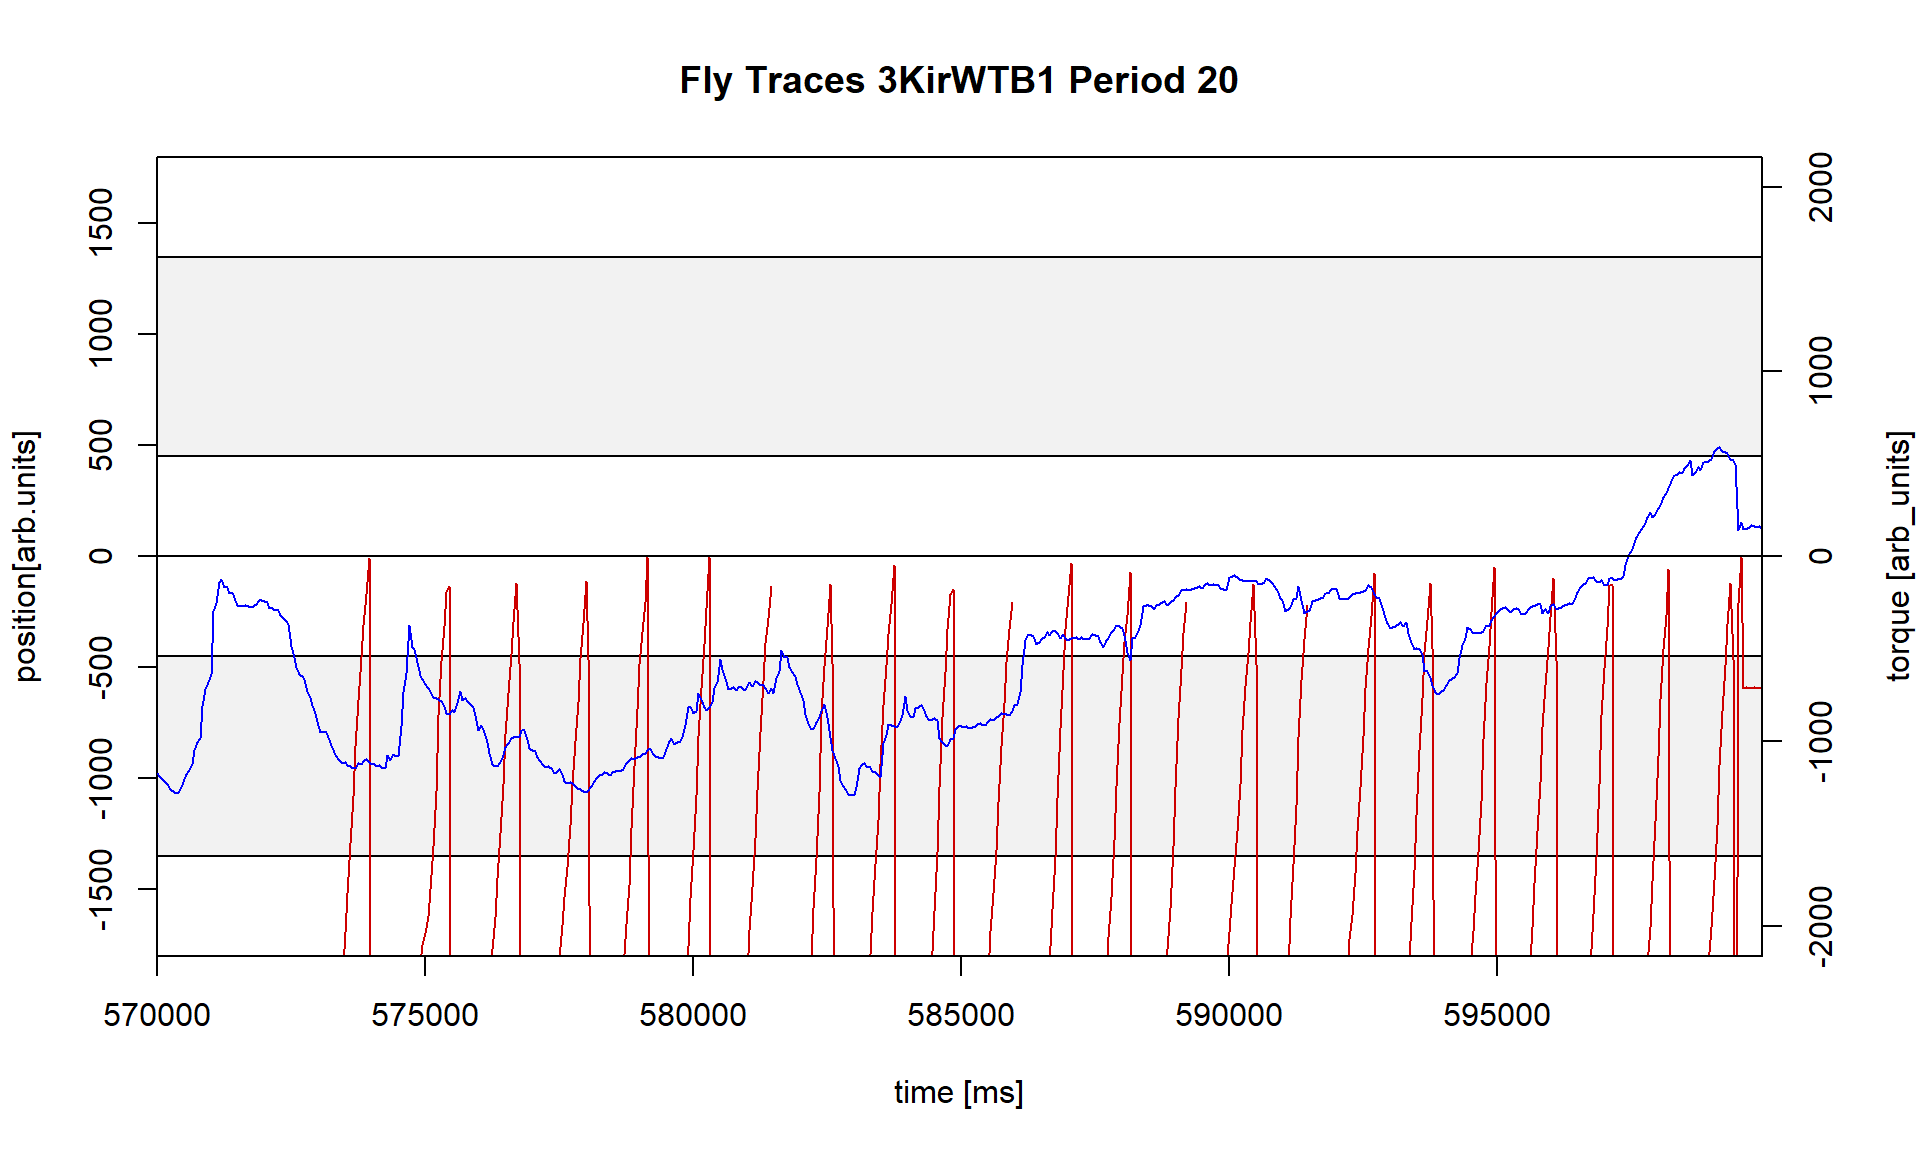 Fly Traces 3KirWTB1 Period 20
position[arb.units]
1500
1000
500
0
-500
-1000
-1500
2000
1000
0
-1000
-2000
torque [arb_units]
570000 575000 580000 585000 590000 595000
time [ms]